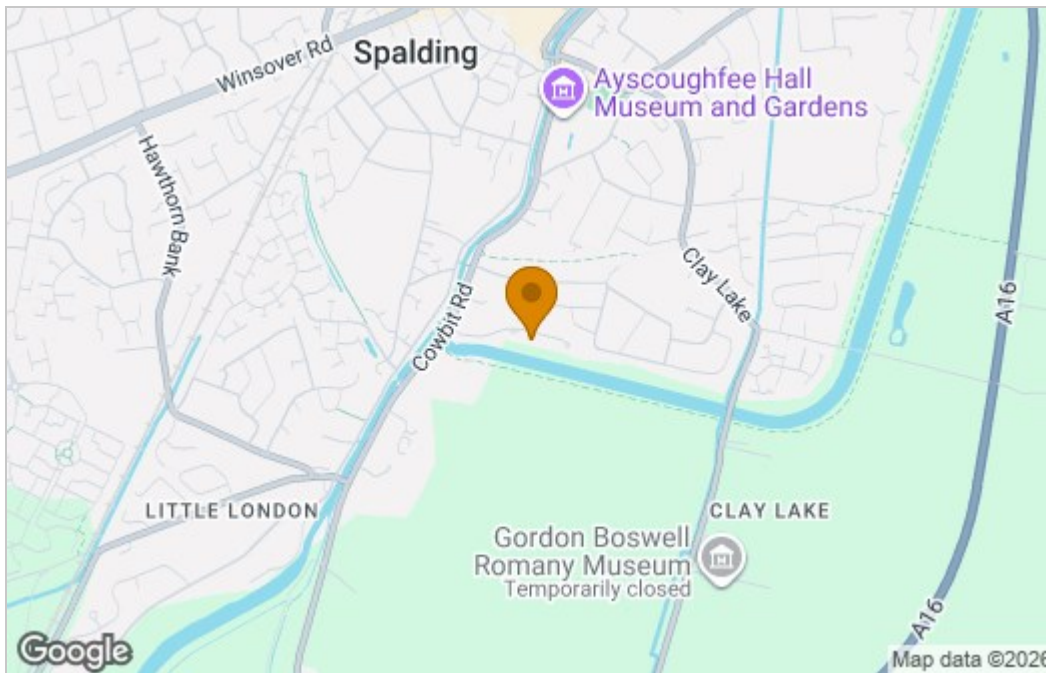 Spalding
Winsover Rd
Ayscoughfee Hall
Museum and Gardens
Hawthorn Bank
Clay Lake
A16
Cowbit Rd
LITTLE LONDON
CLAY LAKE
Gordon Boswell
Romany Museum
Temporarily closed
A16
Google
Map data ©2026